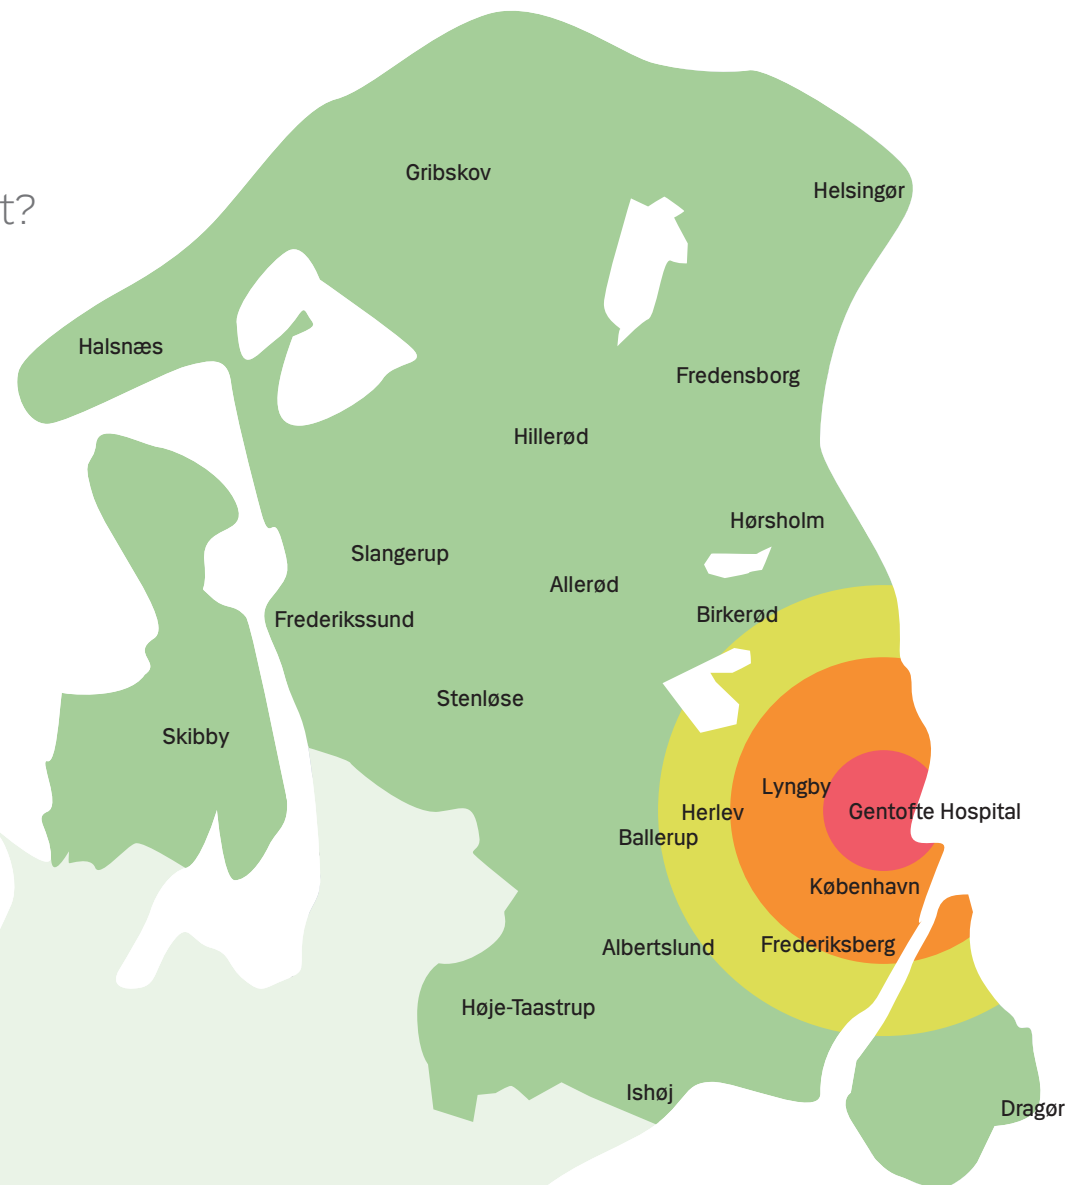 Gribskov
Helsingør
t?
Halsnæs
Fredensborg
Hillerød
Hørsholm
Slangerup
Allerød
Birkerød
Frederikssund
Stenløse
Skibby
Lyngby
Herlev
Gentofte Hospital
Ballerup
København
Frederiksberg
Albertslund
Høje-Taastrup
Ishøj
Dragør